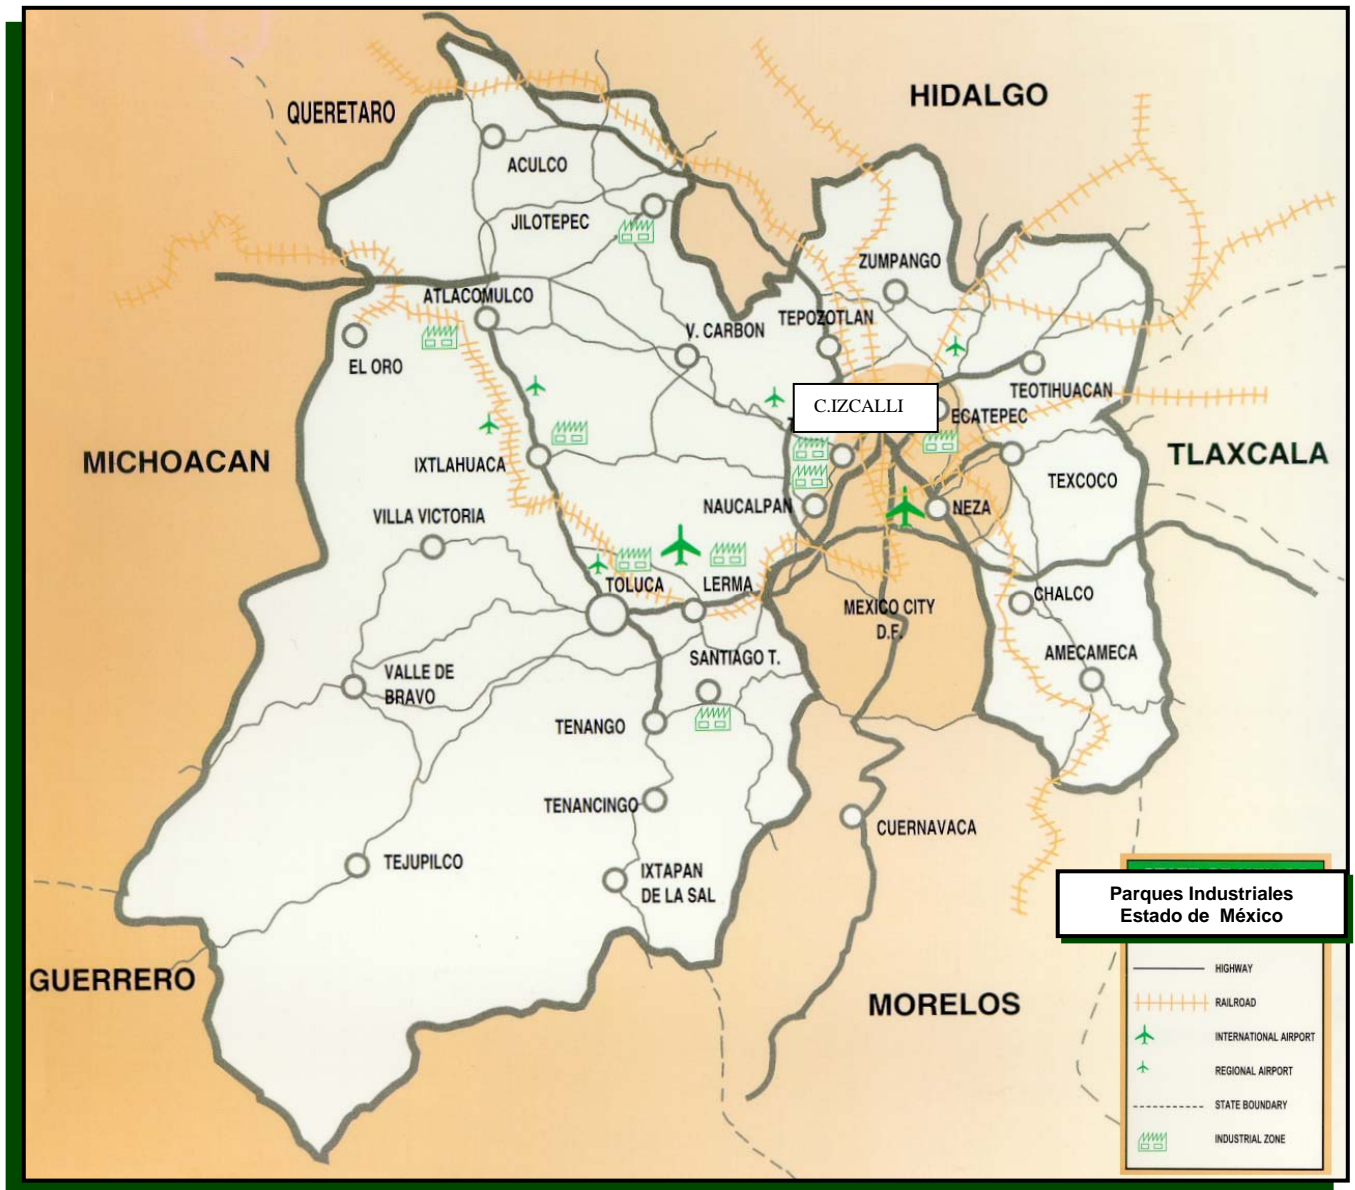 HIDALGO
QUERETARO
ACULCO
JILOTEPEC
ZUMPANGO
ATLACOMULCO
TEPOZOTLAN
V. CARBON
EL ORO
TEOTIHUACAN
C.IZCALLI
ECATEPEC
MICHOACAN
TLAXCALA
IXTLAHUACA
TEXCOCO
NAUCALPAN
NEZA
VILLA VICTORIA
TOLUCA
LERMA
CHALCO
MEXICO CITY
D.F.
AMECAMECA
SANTIAGO T.
VALLE DE
BRAVO
TENANGO
TENANCINGO
CUERNAVACA
TEJUPILCO
IXTAPAN
DE LA SAL
Parques Industriales
Estado de México
GUERRERO
MORELOS
HIGHWAY
RAILROAD
INTERNATIONAL AIRPORT
REGIONAL AIRPORT
STATE BOUNDARY
INDUSTRIAL ZONE